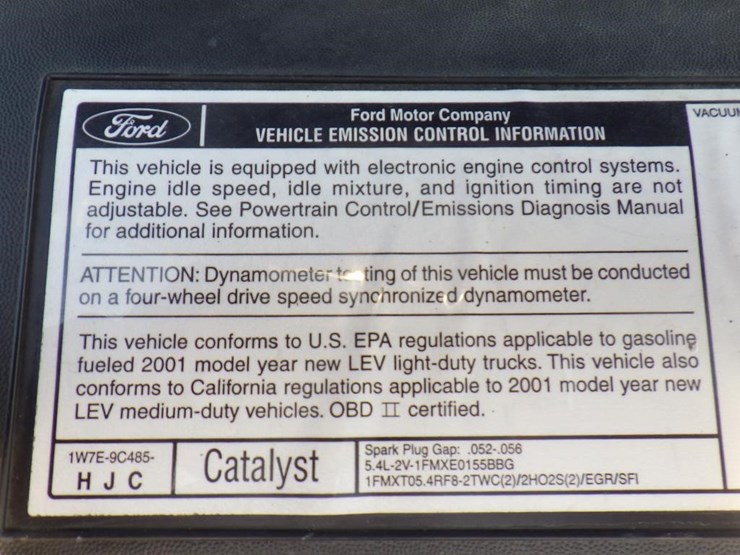 Ford
Ford Motor Company
VEHICLE EMISSION CONTROL INFORMATION
This vehicle is equipped with electronic engine control systems.
Engine idle speed, idle mixture, and ignition timing are not
adjustable. See Powertrain Control/Emissions Diagnosis Manual
for additional information.
ATTENTION: Dynamometer testing of this vehicle must be conducted
on a four-wheel drive speed synchronized dynamometer.
This vehicle conforms to U.S. EPA regulations applicable to gasoline
fueled 2001 model year new LEV light-duty trucks. This vehicle also
conforms to California regulations applicable to 2001 model year new
LEV medium-duty vehicles. OBD II certified.
1W7E-9C485-
H J C
Catalyst
Spark Plug Gap: .052-.056
5.4L-2V-1FMXE0155BBG
1FMXT05.4RF8-2TWC(2)/2HO2S(2)/EGR/SFI